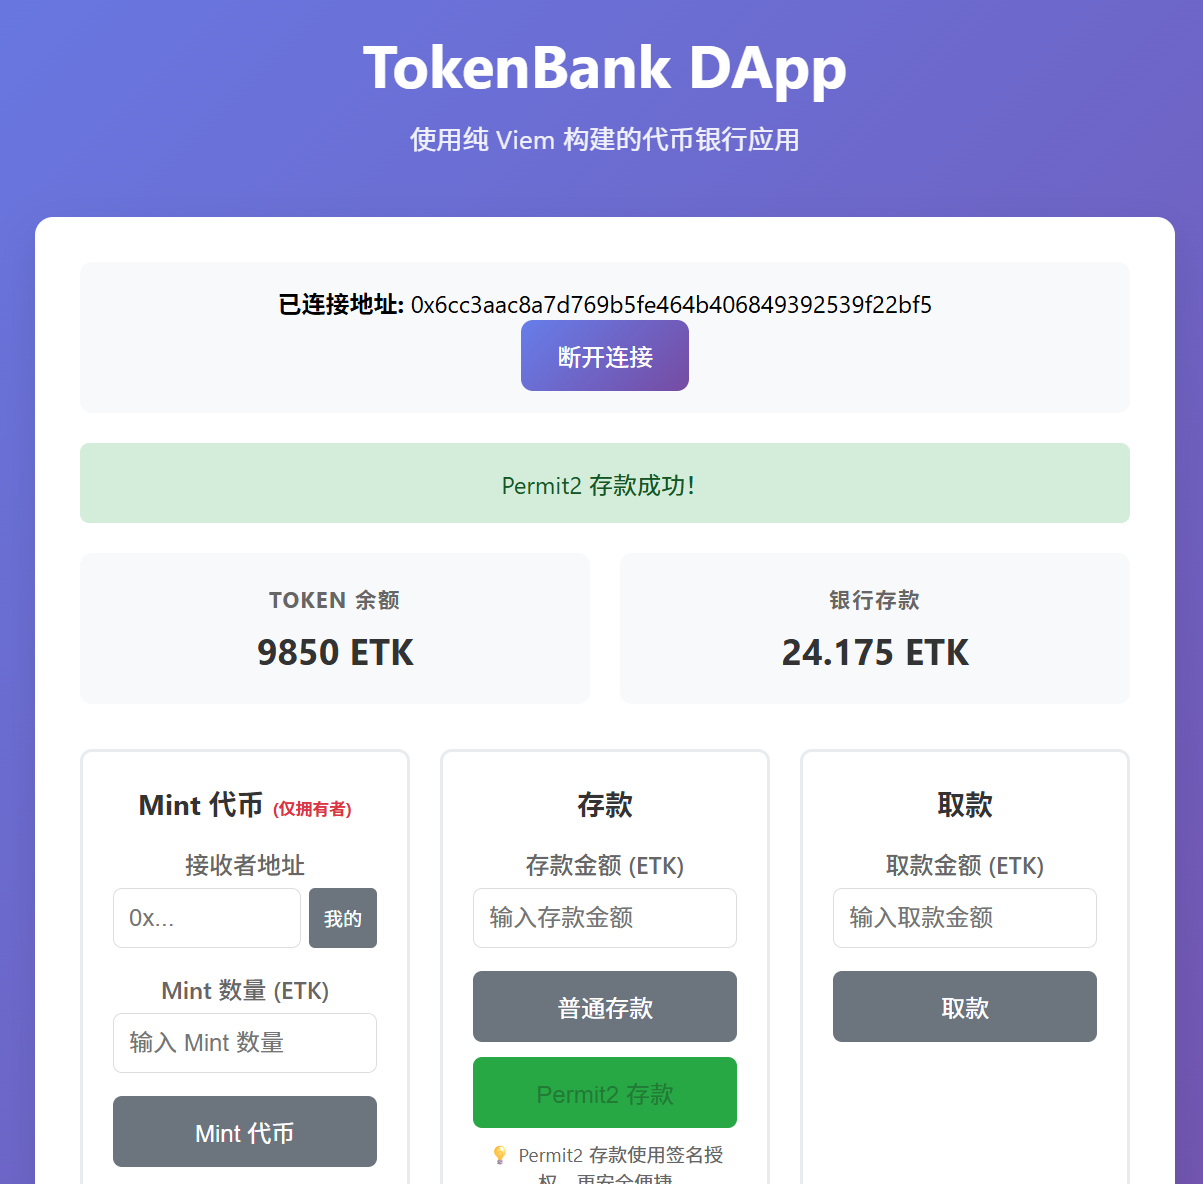 TokenBank DApp
使用纯 Viem 构建的代币银行应用
已连接地址: 0x6cc3aac8a7d769b5fe464b406849392539f22bf5
断开连接
Permit2 存款成功！
TOKEN 余额
9850 ETK
银行存款
24.175 ETK
Mint 代币 (仅拥有者)
接收者地址
0x...
我的
Mint 数量 (ETK)
输入 Mint 数量
Mint 代币
存款
存款金额 (ETK)
输入存款金额
普通存款
Permit2 存款
💡 Permit2 存款使用签名授
权，更安全便捷
取款
取款金额 (ETK)
输入取款金额
取款